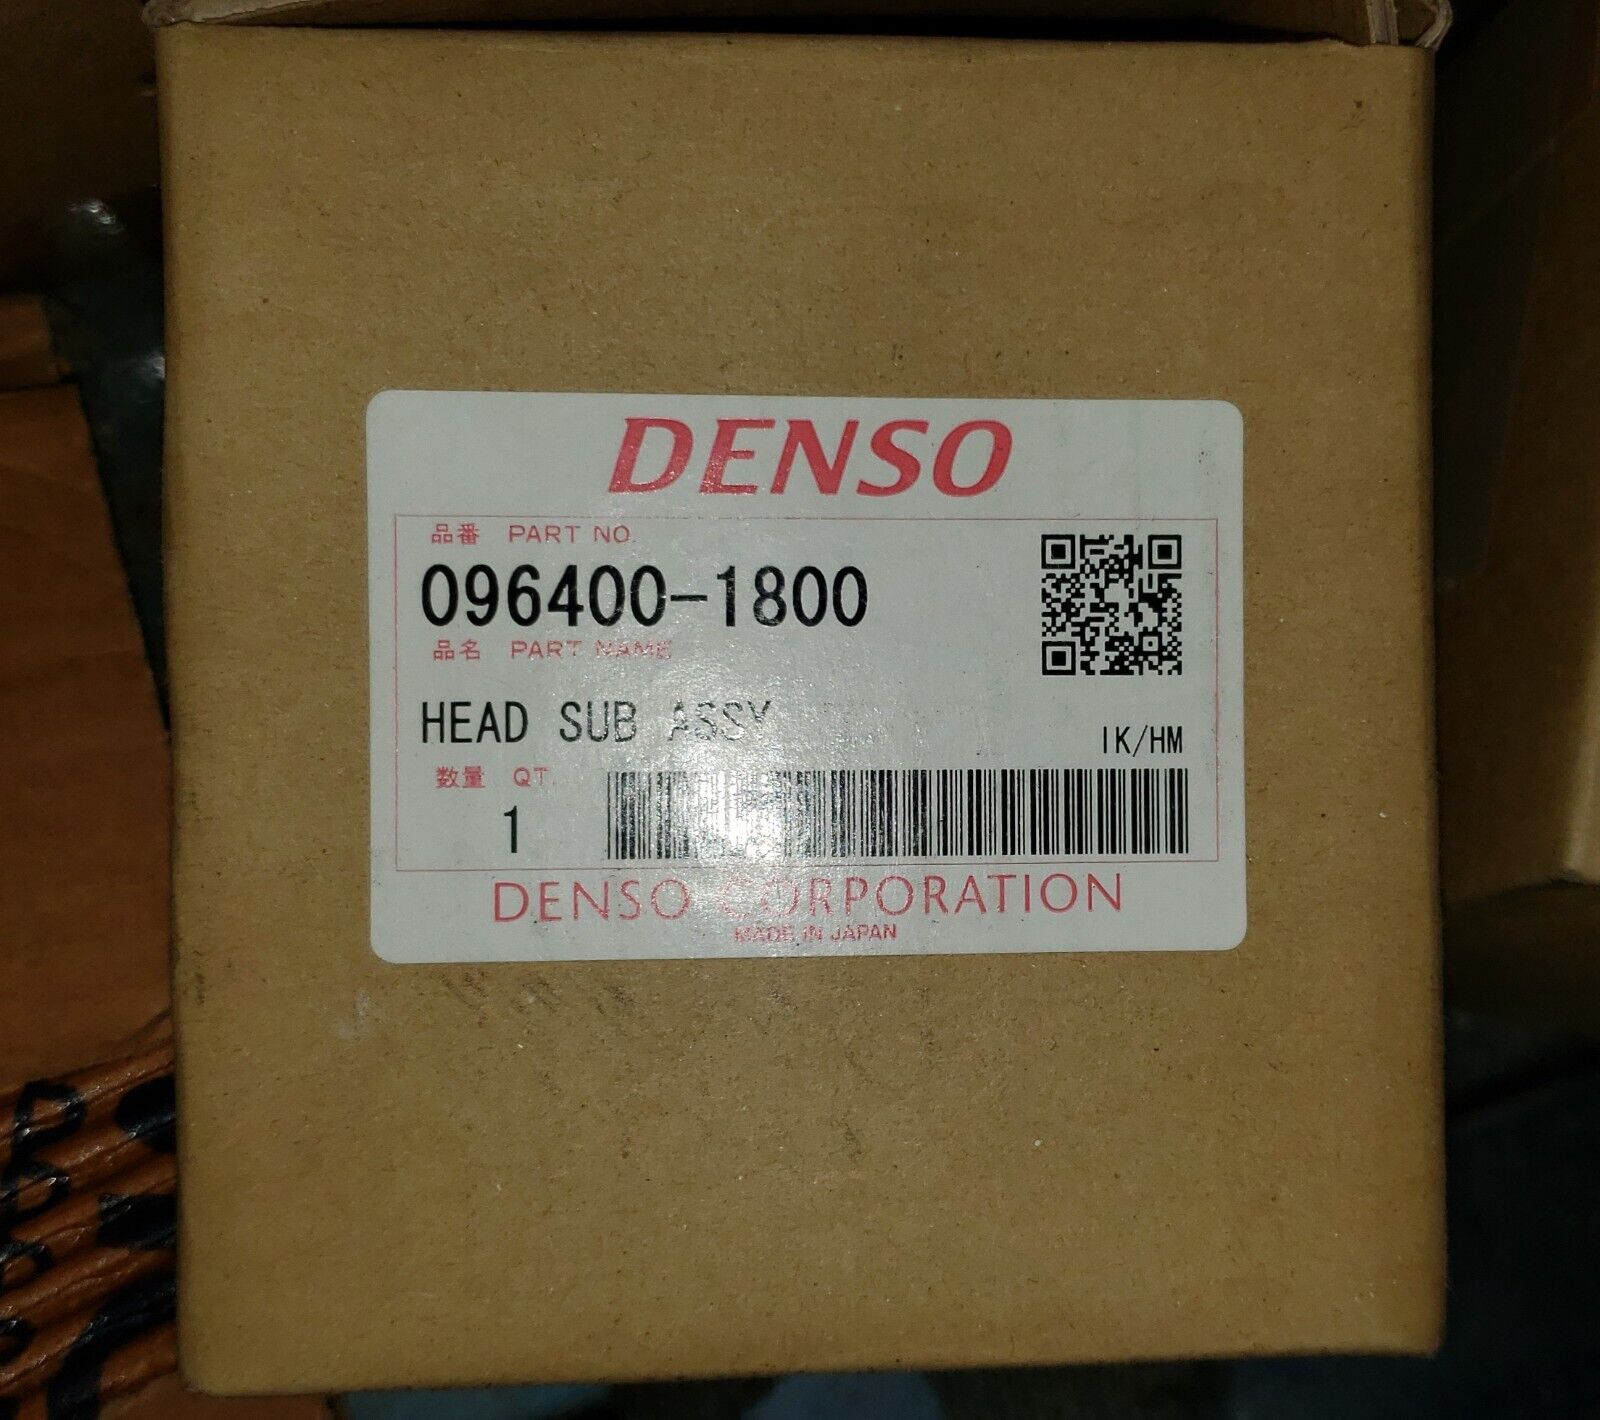 DENSO
品番 PART NO.
096400-1800
品名 PART NAME
HEAD SUB ASSY
IK/HM
数量 QT.
1
DENSO CORPORATION
MADE IN JAPAN